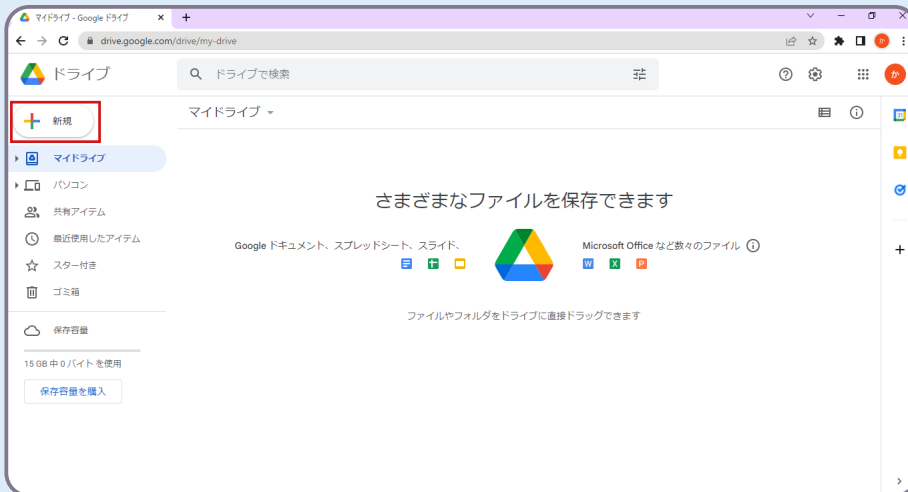 マイドライブ - Google ドライブ
drive.google.com/drive/my-drive
か
ドライブ
ドライブで検索
か
新規
マイドライブ
31
マイドライブ
パソコン
共有アイテム
最近使用したアイテム
スター付き
ゴミ箱
保存容量
15 GB 中 0 バイト を使用
保存容量を購入
さまざまなファイルを保存できます
Google ドキュメント、スプレッドシート、スライド、
Microsoft Office など数々のファイル
W X P
ファイルやフォルダをドライブに直接ドラッグできます